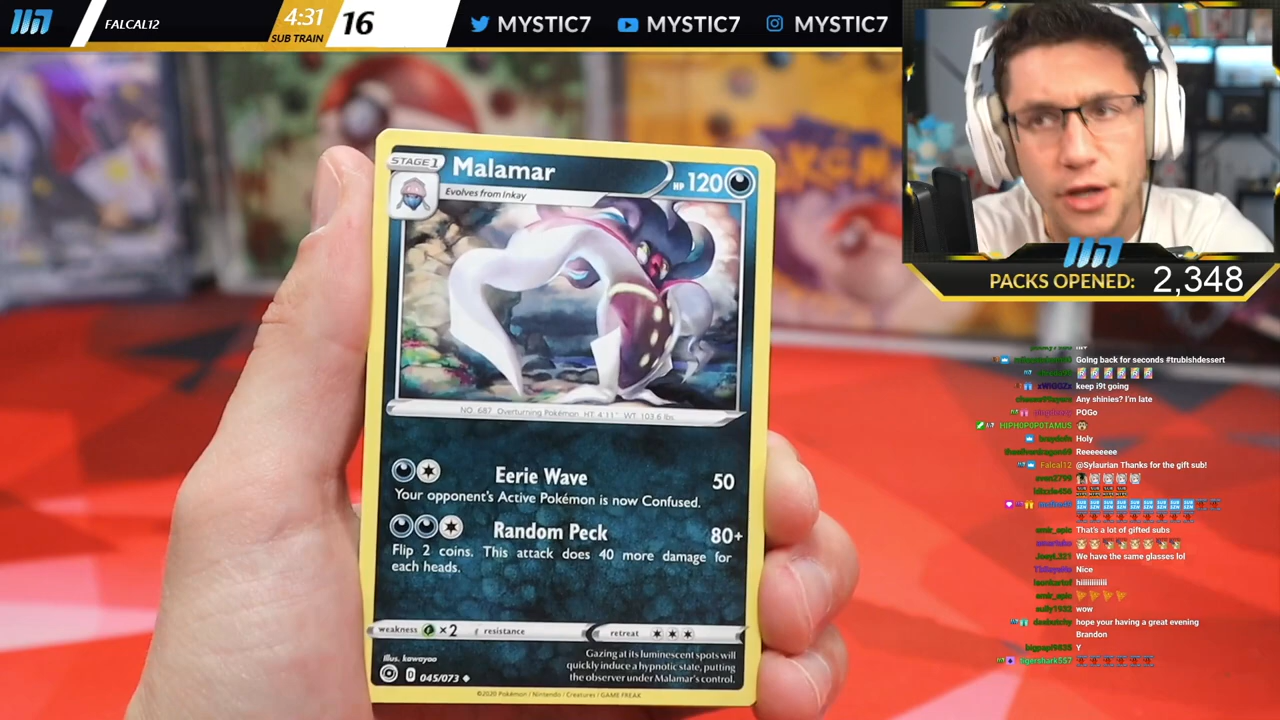 FALCAL12
4:31
SUB TRAIN
16
MYSTIC7
MYSTIC7
MYSTIC7
PACKS OPENED: 2,348
STAGE 1
Malamar
HP 120
Evolves from Inkay
NO. 687 Overturning Pokémon HT: 4'11" WT: 103.6 lbs.
Eerie Wave 50
Your opponent's Active Pokémon is now Confused.
Random Peck 80+
Flip 2 coins. This attack does 40 more damage for
each heads.
weakness ×2 resistance retreat
Illus. kawayoo
Gazing at its luminescent spots will
quickly induce a hypnotic state, putting
the observer under Malamar's control.
D 045/073
©2020 Pokémon / Nintendo / Creatures / GAME FREAK
Going back for seconds #trubishdessert
keep i9t going
Any shinies? I'm late
POGo
HIPH0P0P0TAMUS
Holy
Reeeeeeee
Falcal12 @Sylaurian Thanks for the gift sub!
emir_epic That's a lot of gifted subs
JoeyL321 We have the same glasses lol
Nice
hiiiiiiiiiii
emir_epic
sully1932 wow
hope your having a great evening
Brandon
Y
tigershark557